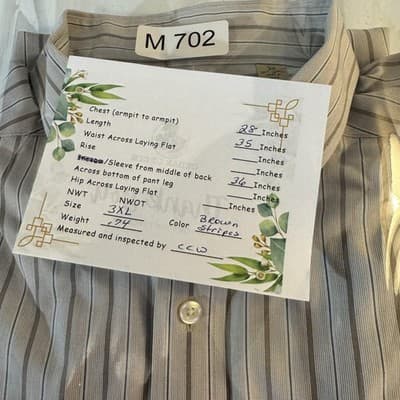 M 702
Chest (armpit to armpit) 28 Inches
Length 35 Inches
Waist Across Laying Flat Inches
Rise Inches
/Sleeve from middle of back 36 Inches
Across bottom of pant leg Inches
Hip Across Laying Flat Inches
NWT NWOT
Size 3XL Color Brown Stripes
Weight .74
Measured and inspected by CCW